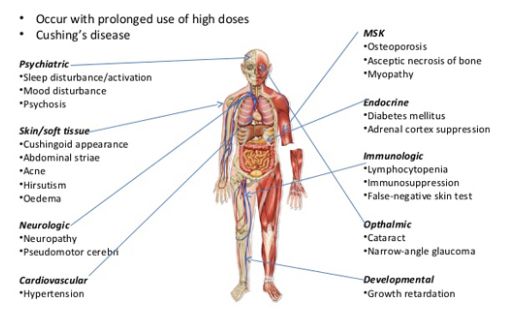 • Occur with prolonged use of high doses
• Cushing's disease
Psychiatric
•Sleep disturbance/activation
•Mood disturbance
•Psychosis
Skin/soft tissue
•Cushingoid appearance
•Abdominal striae
•Acne
•Hirsutism
•Oedema
Neurologic
•Neuropathy
•Pseudomotor cerebri
Cardiovascular
•Hypertension
MSK
•Osteoporosis
•Asceptic necrosis of bone
•Myopathy
Endocrine
•Diabetes mellitus
•Adrenal cortex suppression
Immunologic
•Lymphocytopenia
•Immunosuppression
•False-negative skin test
Opthalmic
•Cataract
•Narrow-angle glaucoma
Developmental
•Growth retardation